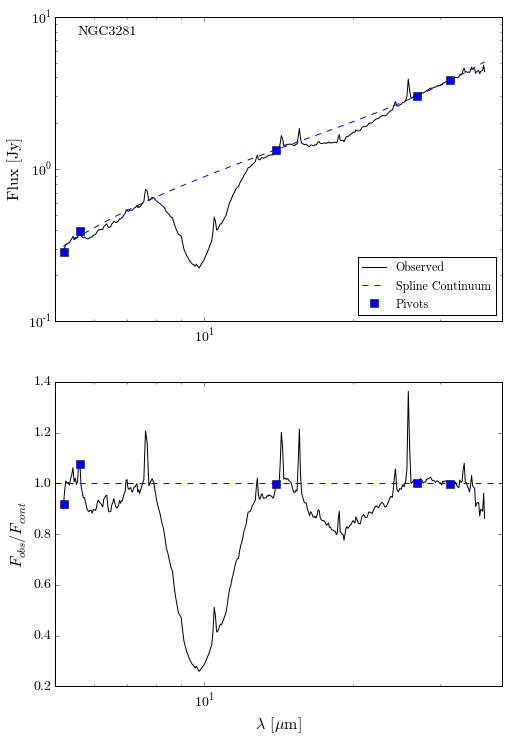 NGC3281
10^1
10^0
10^-1
Flux [Jy]
Observed
Spline Continuum
Pivots
10^1
1.4
1.2
1.0
0.8
0.6
0.4
0.2
F_obs/F_cont
10^1
λ [μm]